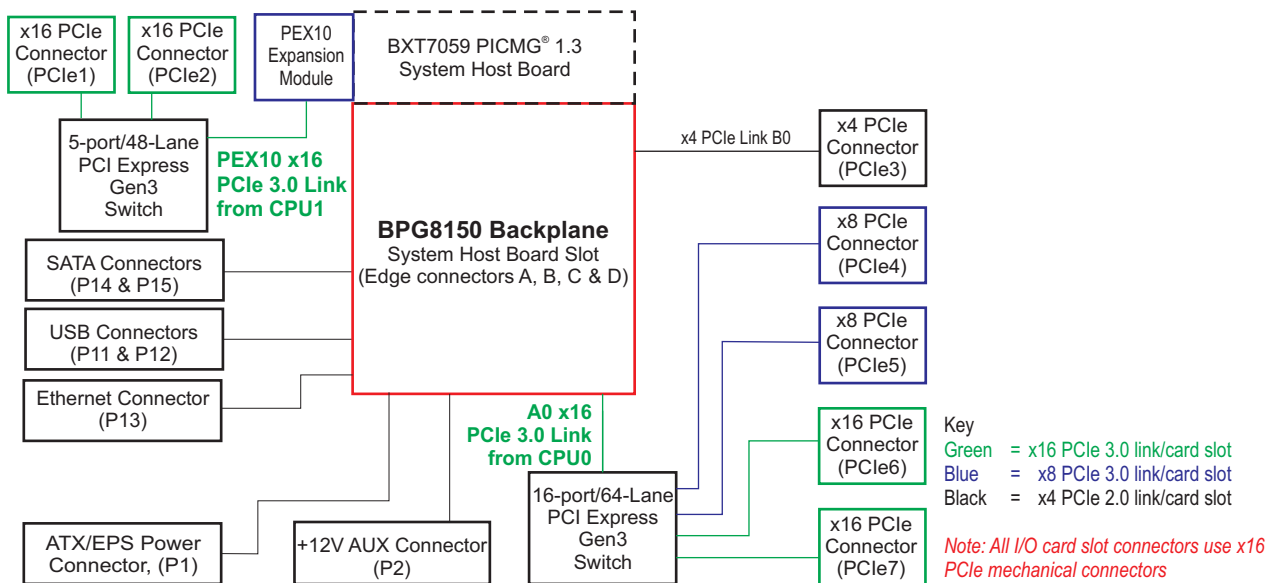 x16 PCIe
Connector
(PCIe1)
x16 PCIe
Connector
(PCIe2)
PEX10
Expansion
Module
BXT7059 PICMG® 1.3
System Host Board
5-port/48-Lane
PCI Express
Gen3
Switch
PEX10 x16
PCIe 3.0 Link
from CPU1
x4 PCIe Link B0
x4 PCIe
Connector
(PCIe3)
BPG8150 Backplane
System Host Board Slot
(Edge connectors A, B, C & D)
x8 PCIe
Connector
(PCIe4)
SATA Connectors
(P14 & P15)
USB Connectors
(P11 & P12)
x8 PCIe
Connector
(PCIe5)
Ethernet Connector
(P13)
A0 x16
PCIe 3.0 Link
from CPU0
x16 PCIe
Connector
(PCIe6)
Key
Green = x16 PCIe 3.0 link/card slot
Blue = x8 PCIe 3.0 link/card slot
Black = x4 PCIe 2.0 link/card slot
16-port/64-Lane
PCI Express
Gen3
Switch
ATX/EPS Power
Connector, (P1)
+12V AUX Connector
(P2)
x16 PCIe
Connector
(PCIe7)
Note: All I/O card slot connectors use x16
PCIe mechanical connectors